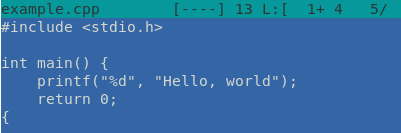 example.cpp        [----] 13 L:[  1+ 4   5/
#include <stdio.h>

int main() {
    printf("%d", "Hello, world");
    return 0;
{